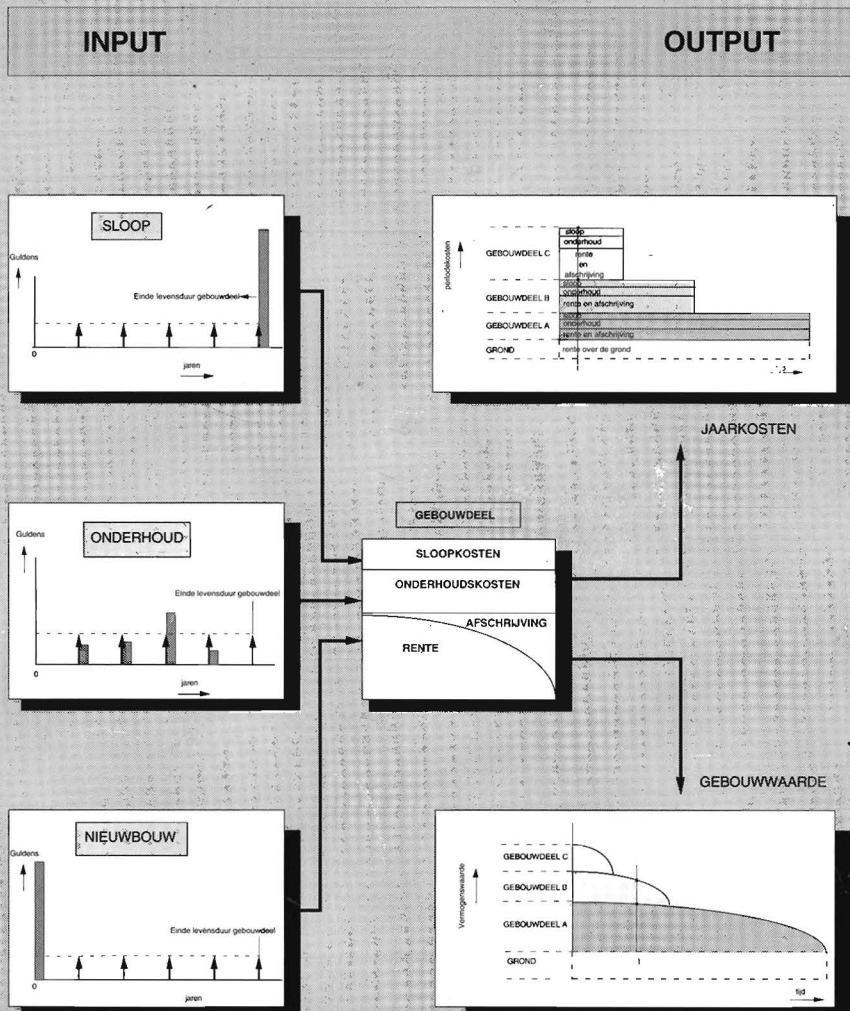 INPUT
OUTPUT
SLOOP
Guldens
Einde levensduur gebouwdeel
0
jaren
periodekosten
GEBOUWDEEL C
sloop
onderhoud
rente
en
afschrijving
GEBOUWDEEL B
sloop
onderhoud
rente en afschrijving
GEBOUWDEEL A
sloop
onderhoud
rente en afschrijving
GROND
rente over de grond
JAARKOSTEN
ONDERHOUD
Guldens
Einde levensduur gebouwdeel
0
jaren
GEBOUWDEEL
SLOOPKOSTEN
ONDERHOUDSKOSTEN
AFSCHRIJVING
RENTE
GEBOUWWAARDE
NIEUWBOUW
Guldens
Einde levensduur gebouwdeel
0
jaren
Vermogenswaarde
GEBOUWDEEL C
GEBOUWDEEL B
GEBOUWDEEL A
GROND
tijd